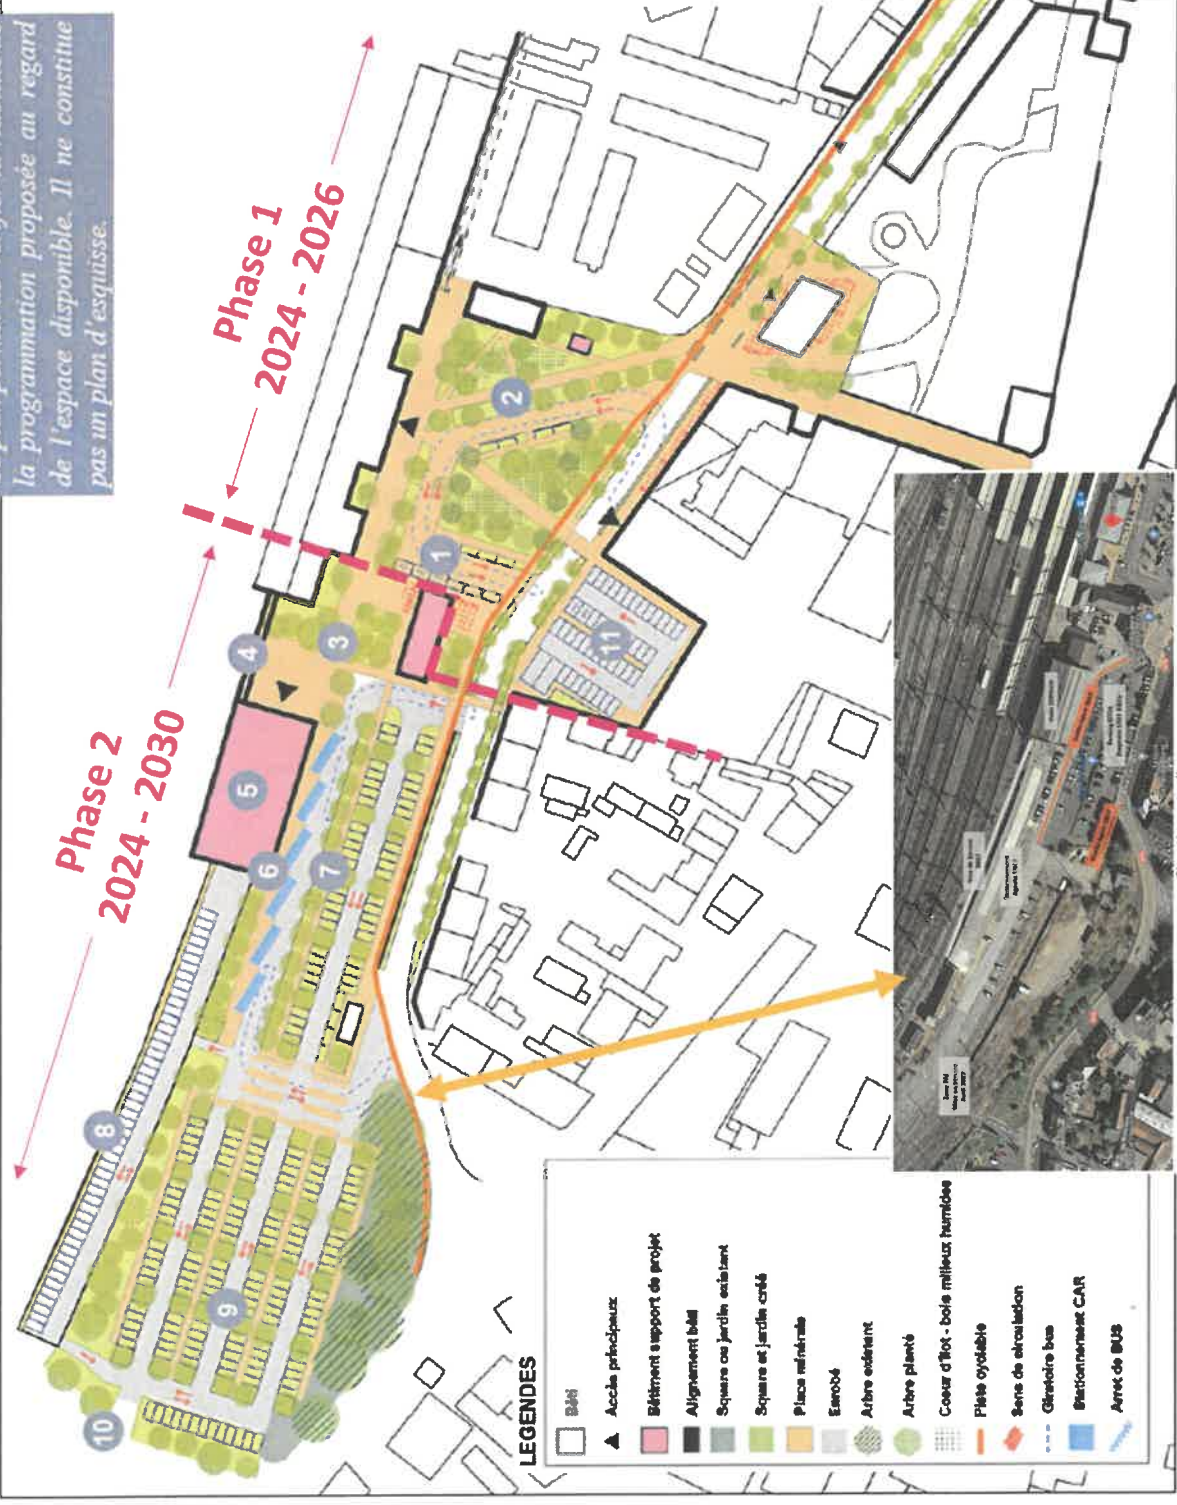 la programmation proposée au regard
de l'espace disponible. Il ne constitue
pas un plan d'esquisse.
Phase 1
2024 - 2026
Phase 2
2024 - 2030
1
2
3
4
5
6
7
8
9
10
11
LEGENDES
Bâti
Accès principaux
Bâtiment support de projet
Alignement bâti
Square ou jardin existant
Square et jardin créé
Place minérale
Enrobé
Arbre existant
Arbre planté
Coeur d'îlot - bois milieux humides
Piste cyclable
Sens de circulation
Giratoire bus
Stationnement CAR
Arret de BUS